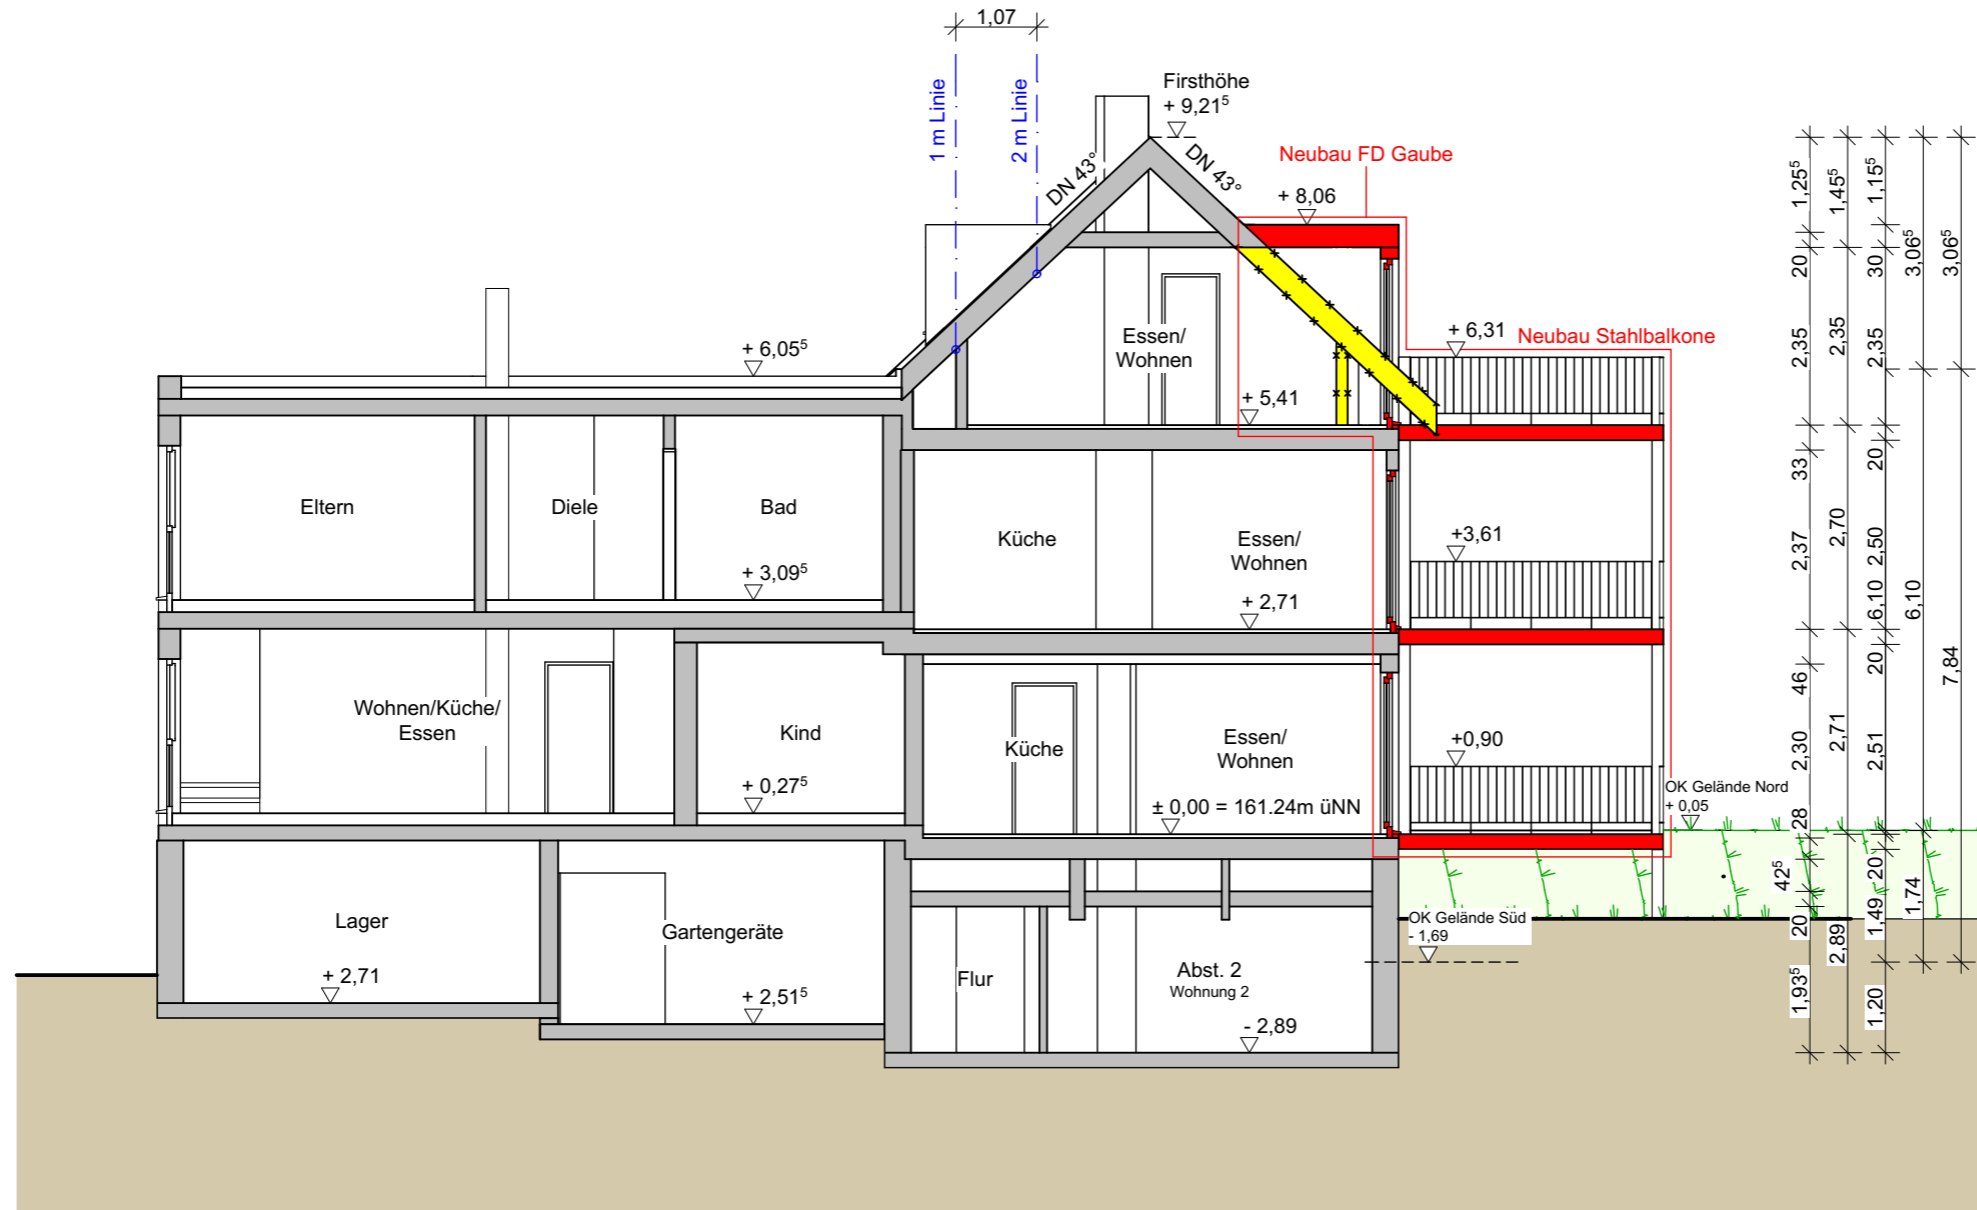 1,07
1 m Linie
2 m Linie
Firsthöhe
+ 9,21⁵
DN 43°
DN 43°
Neubau FD Gaube
+ 8,06
+ 6,31
Neubau Stahlbalkone
+ 6,05⁵
Essen/
Wohnen
+ 5,41
Eltern
Diele
Bad
+ 3,09⁵
Küche
Essen/
Wohnen
+ 2,71
+3,61
Wohnen/Küche/
Essen
Kind
+ 0,27⁵
Küche
Essen/
Wohnen
± 0,00 = 161.24m üNN
+0,90
OK Gelände Nord
+ 0,05
Lager
+ 2,71
Gartengeräte
+ 2,51⁵
Flur
Abst. 2
Wohnung 2
- 2,89
OK Gelände Süd
- 1,69
1,25⁵
20
2,35
33
2,37
46
2,30
28
42⁵
20
1,93⁵
1,45⁵
2,35
2,70
2,71
2,89
1,15⁵
30
2,35
20
2,50
6,10
20
2,51
20
1,49
1,20
3,06⁵
6,10
1,74
3,06⁵
7,84